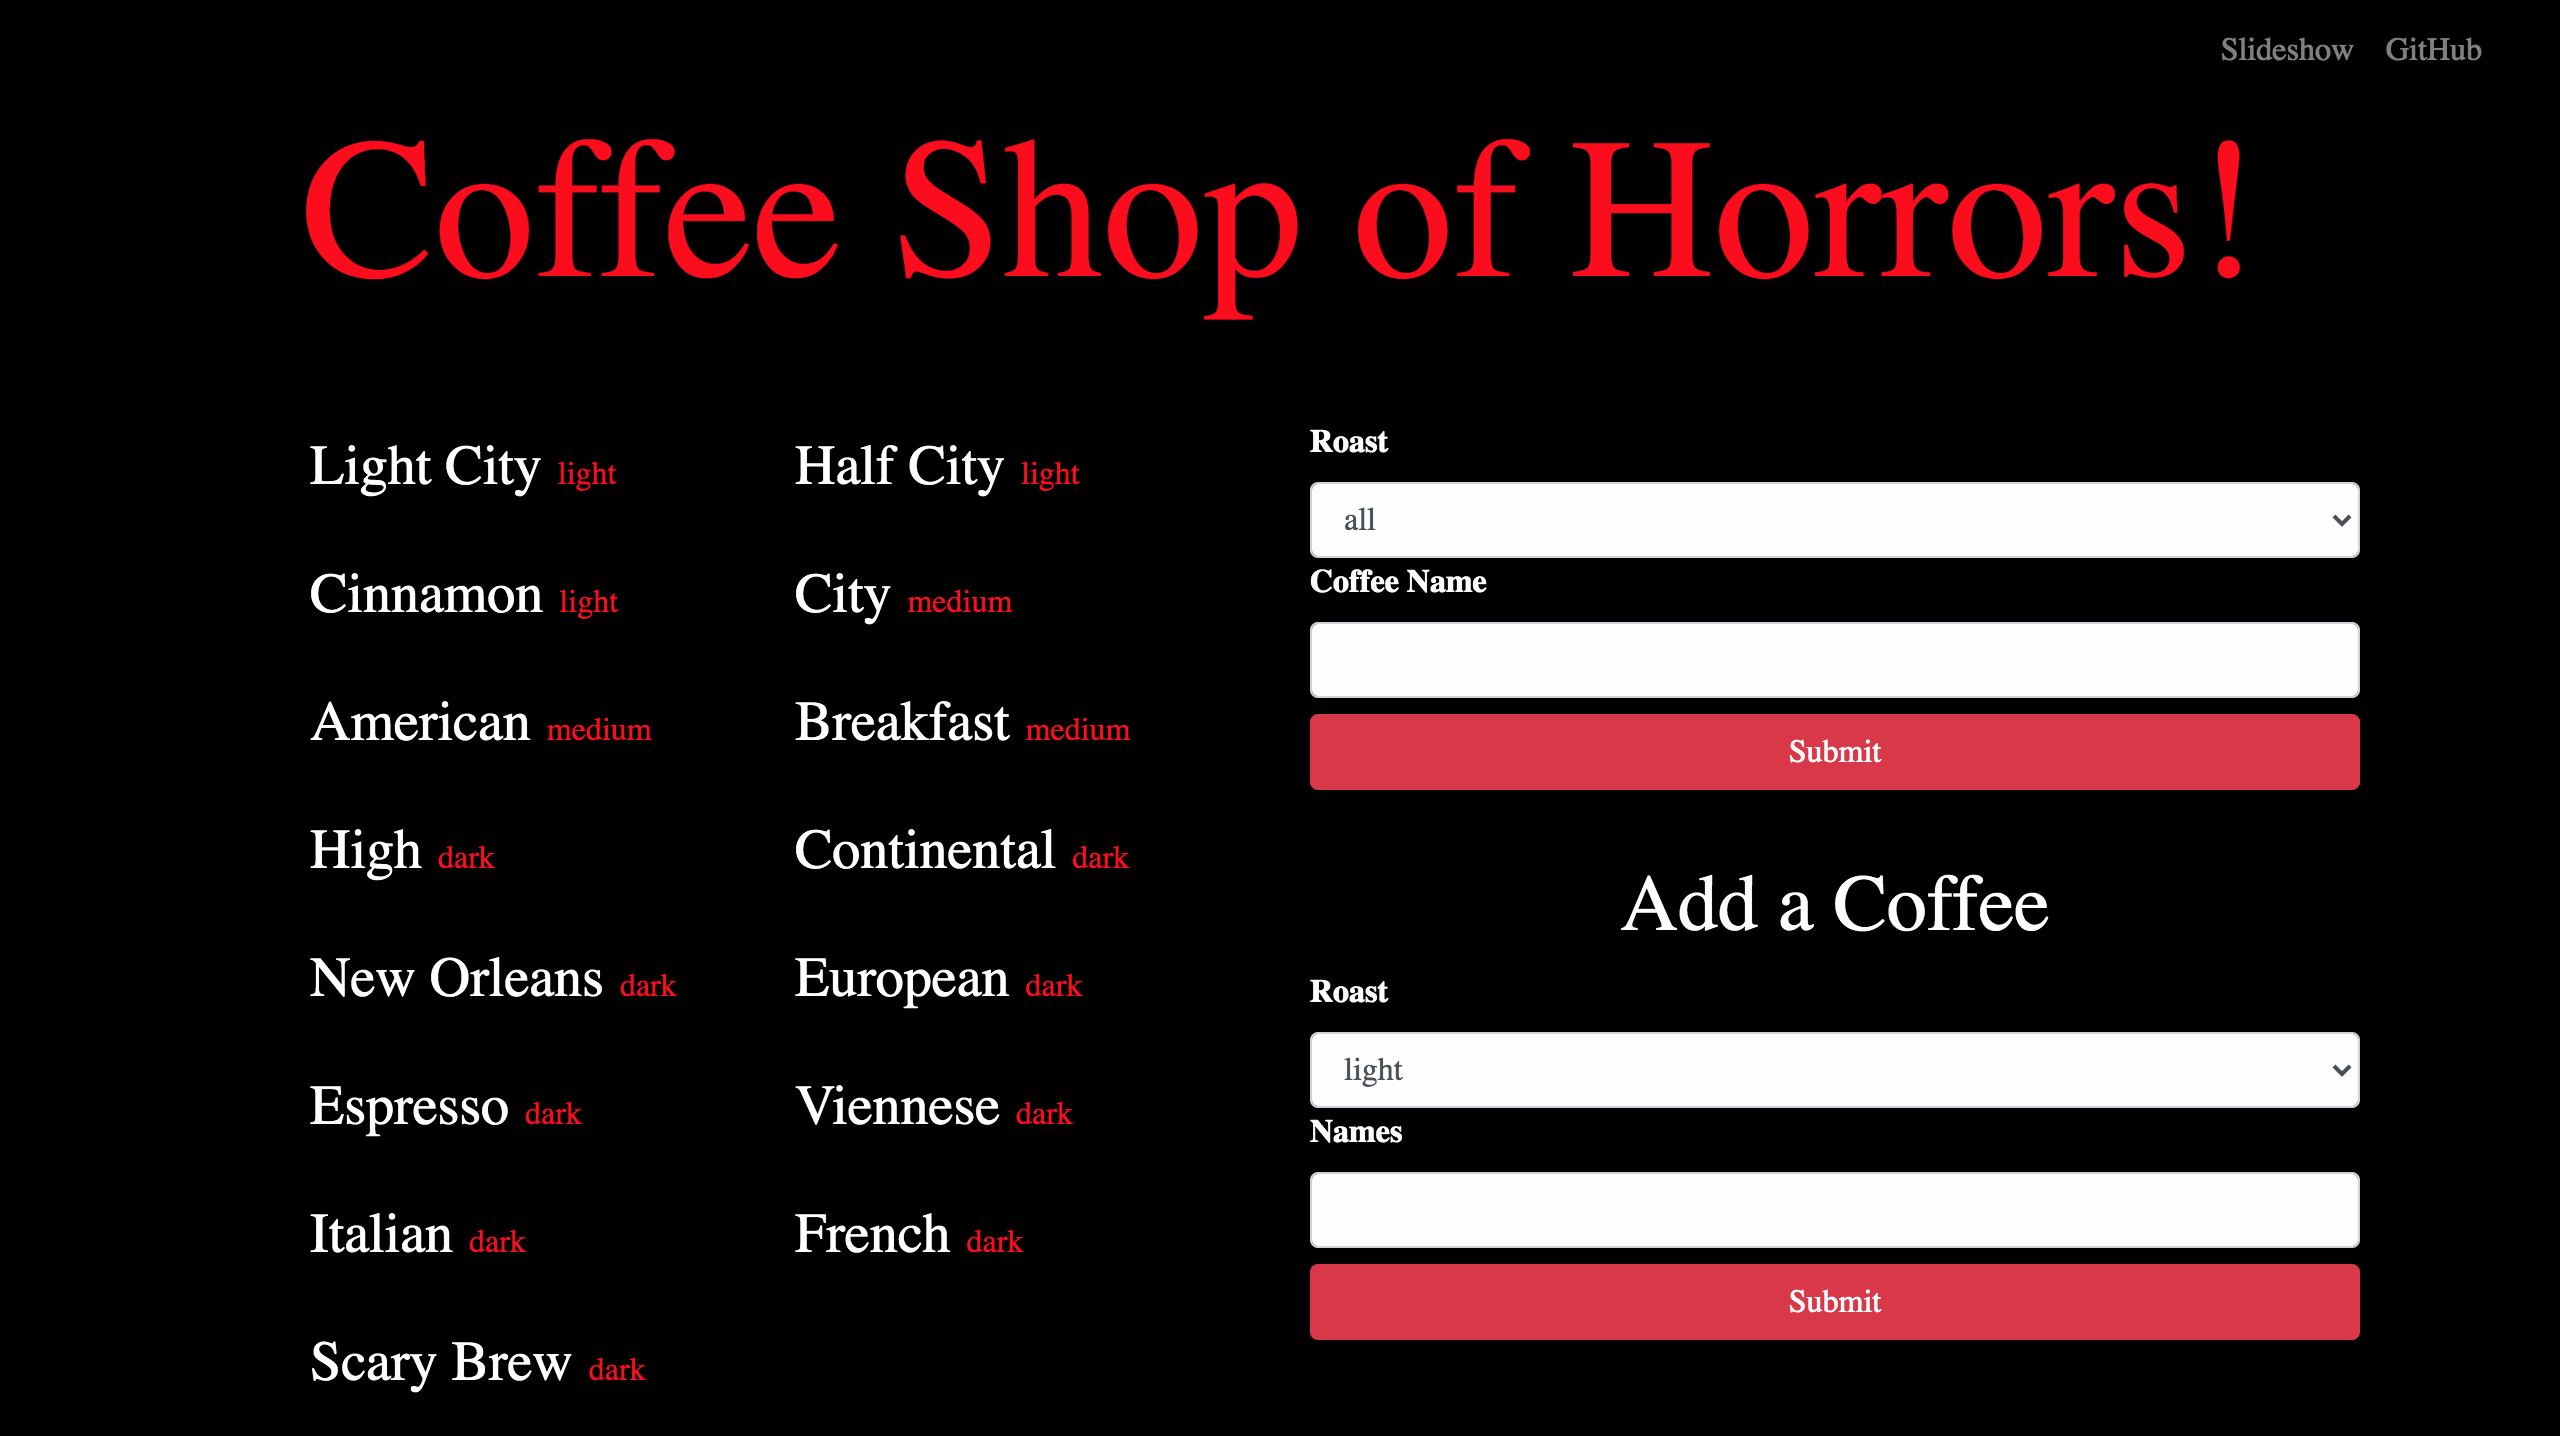 Slideshow GitHub
Coffee Shop of Horrors!
Light City light
Half City light
Cinnamon light
City medium
American medium
Breakfast medium
High dark
Continental dark
New Orleans dark
European dark
Espresso dark
Viennese dark
Italian dark
French dark
Scary Brew dark
Roast
all
Coffee Name
Submit
Add a Coffee
Roast
light
Names
Submit